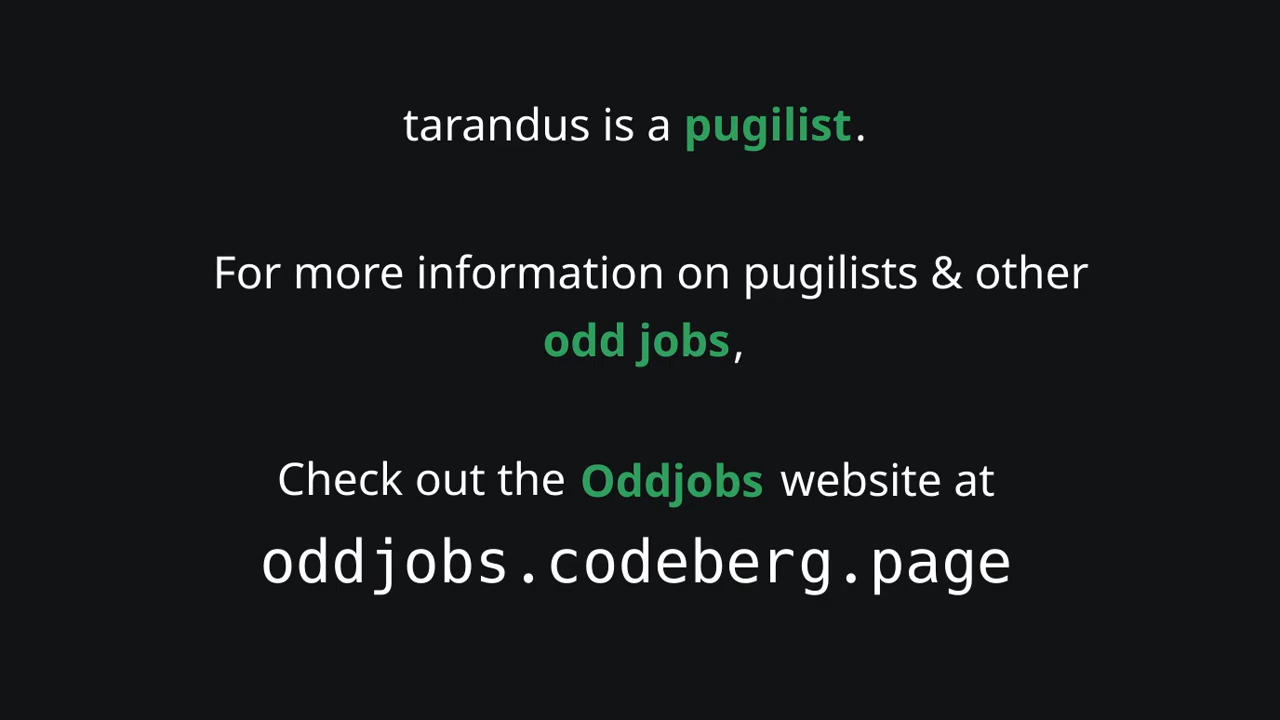 tarandus is a pugilist.
For more information on pugilists & other
odd jobs,
Check out the Oddjobs website at
oddjobs.codeberg.page